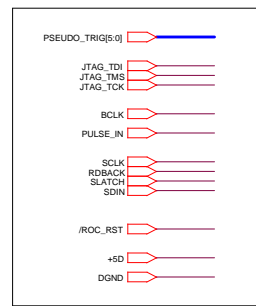 PSEUDO_TRIG[5:0]
JTAG_TDI
JTAG_TMS
JTAG_TCK
BCLK
PULSE_IN
SCLK
RDBACK
SLATCH
SDIN
/ROC_RST
+5D
DGND